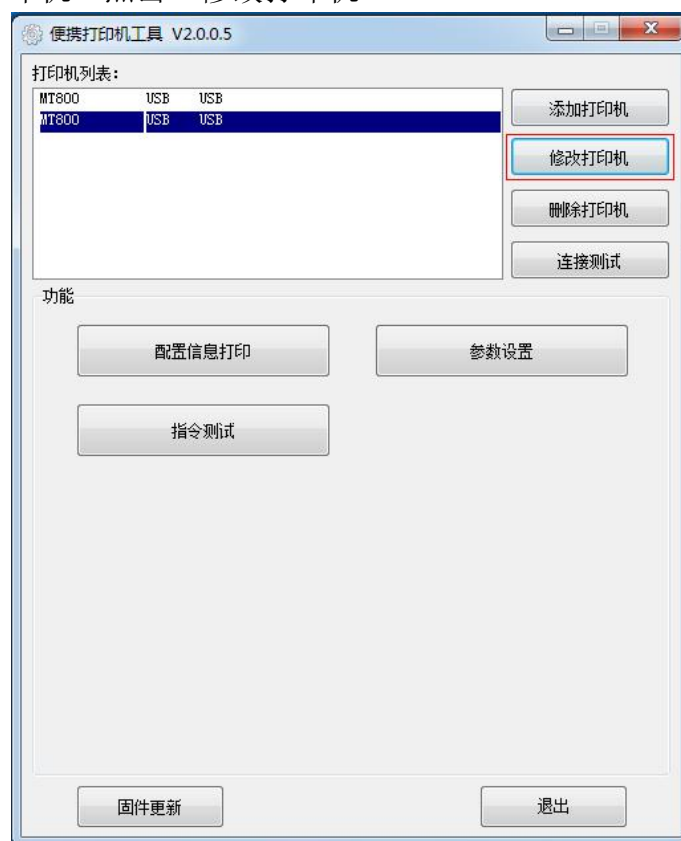 便携打印机工具 V2.0.0.5
打印机列表：
MT800 USB USB
MT800 USB USB
添加打印机
修改打印机
删除打印机
连接测试
功能
配置信息打印
参数设置
指令测试
固件更新
退出